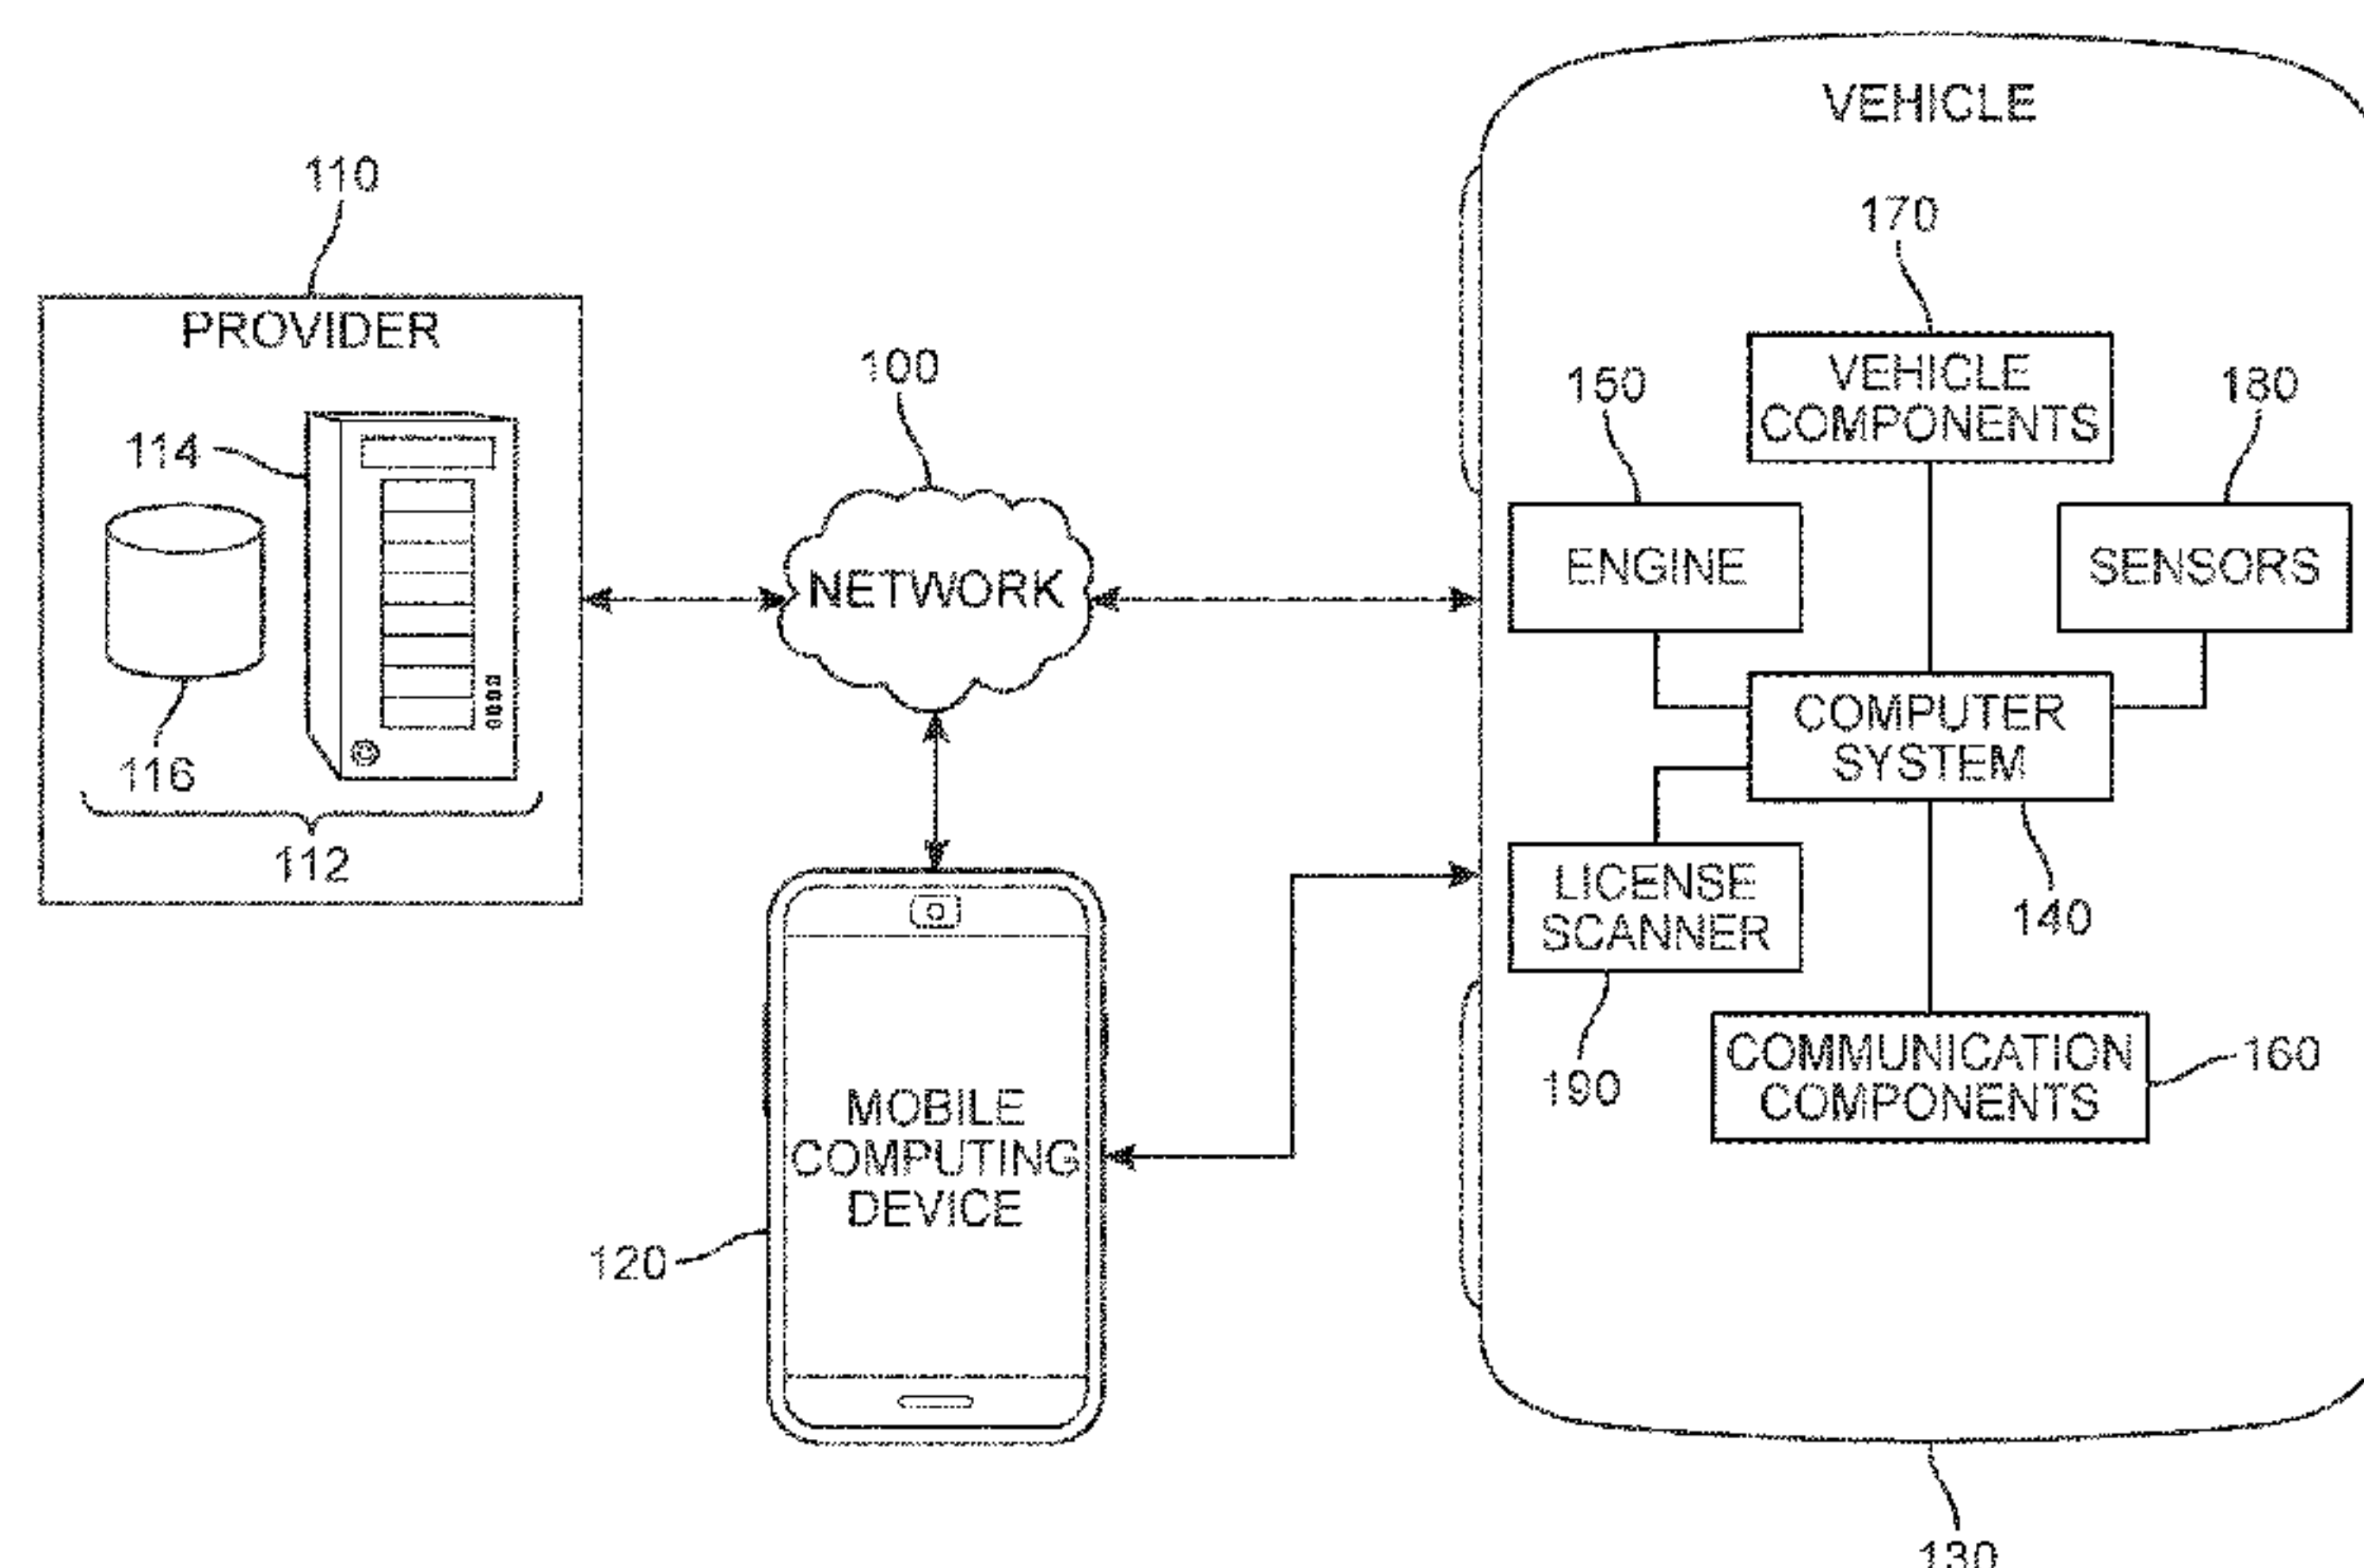 VEHICLE
110
170
PROVIDER
100
150
VEHICLE
COMPONENTS
180
114
NETWORK
ENGINE
SENSORS
COMPUTER
SYSTEM
116
112
LICENSE
SCANNER
140
190
COMMUNICATION
COMPONENTS
160
MOBILE
COMPUTING
DEVICE
120
130